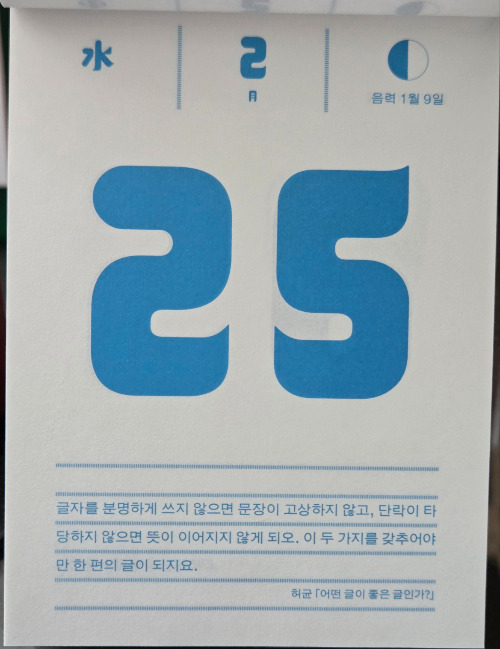 水
2
月
음력 1월 9일
25
글자를 분명하게 쓰지 않으면 문장이 고상하지 않고, 단락이 타
당하지 않으면 뜻이 이어지지 않게 되오. 이 두 가지를 갖추어야
만 한 편의 글이 되지요.
허균 「어떤 글이 좋은 글인가?」